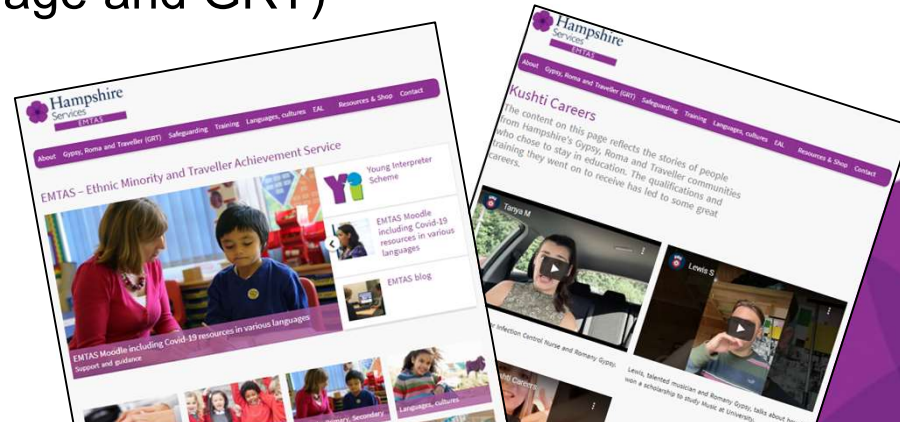 age and GRT)
Hampshire
Services
EMTAS
About Gypsy, Roma and Traveller (GRT) Safeguarding Training Languages, cultures EAL Resources & Shop Contact
EMTAS – Ethnic Minority and Traveller Achievement Service
Young Interpreter
Scheme
EMTAS Moodle
including Covid-19
resources in various
languages
EMTAS blog
EMTAS Moodle including Covid-19 resources in various languages
Support and guidance
Primary, Secondary
Languages, cultures
Hampshire
Services
EMTAS
About Gypsy, Roma and Traveller (GRT) Safeguarding Training Languages, cultures EAL Resources & Shop Contact
Kushti Careers
The content on this page reflects the stories of people
from Hampshire's Gypsy, Roma and Traveller communities
who chose to stay in education. The qualifications and
training they went on to receive has led to some great
careers.
Tanya M
Lewis S
Infection Control Nurse and Romany Gypsy.
Lewis, talented musician and Romany Gypsy, talks about
won a scholarship to study Music at University.
Careers